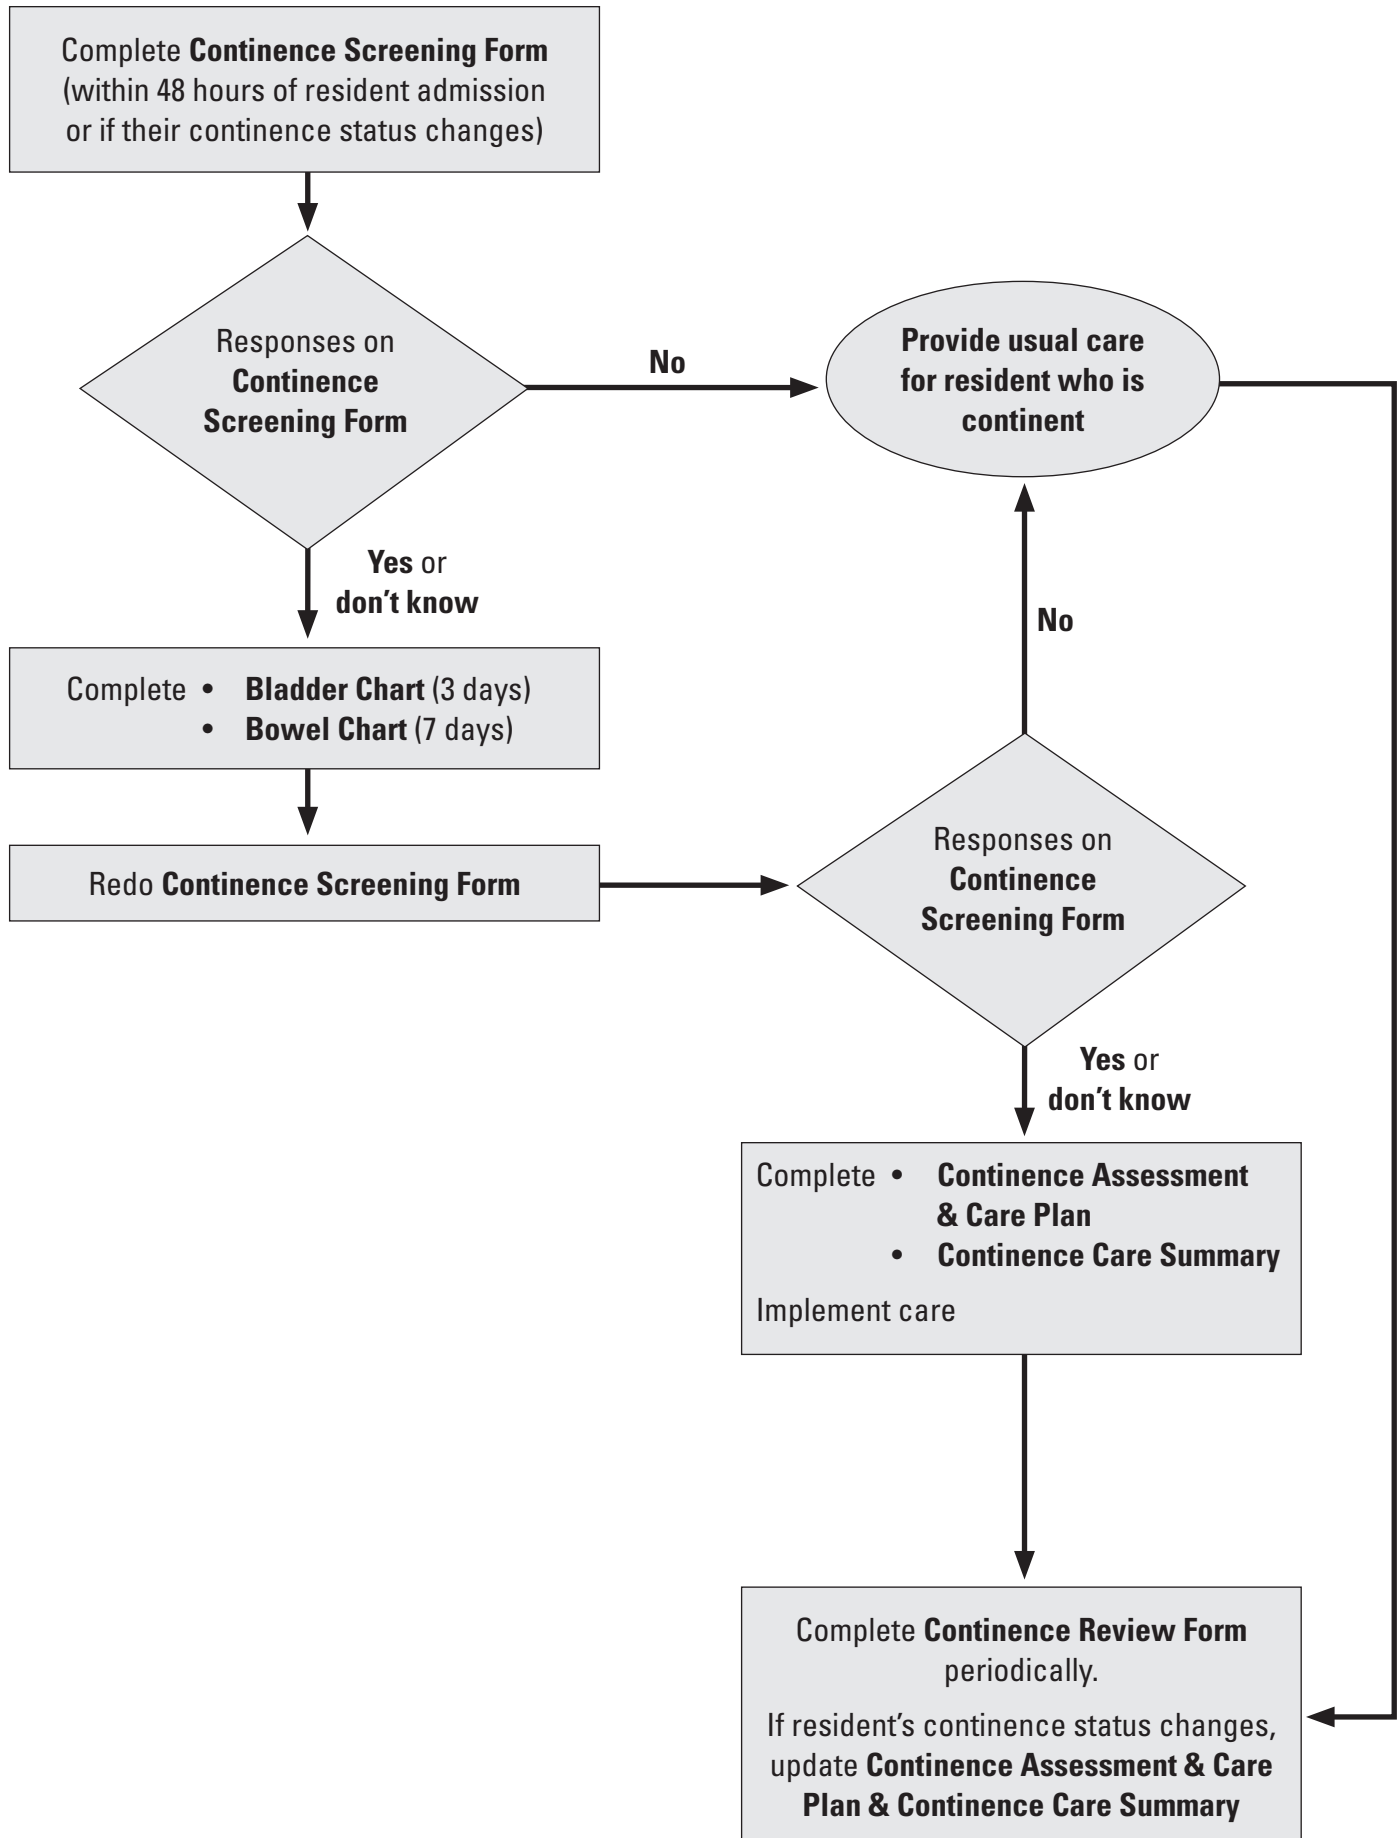 Complete Continence Screening Form
(within 48 hours of resident admission
or if their continence status changes)
Responses on
Continence
Screening Form
No
Provide usual care
for resident who is
continent
Yes or
don't know
Complete • Bladder Chart (3 days)
• Bowel Chart (7 days)
No
Redo Continence Screening Form
Responses on
Continence
Screening Form
Yes or
don't know
Complete • Continence Assessment
& Care Plan
• Continence Care Summary
Implement care
Complete Continence Review Form
periodically.
If resident’s continence status changes,
update Continence Assessment & Care
Plan & Continence Care Summary